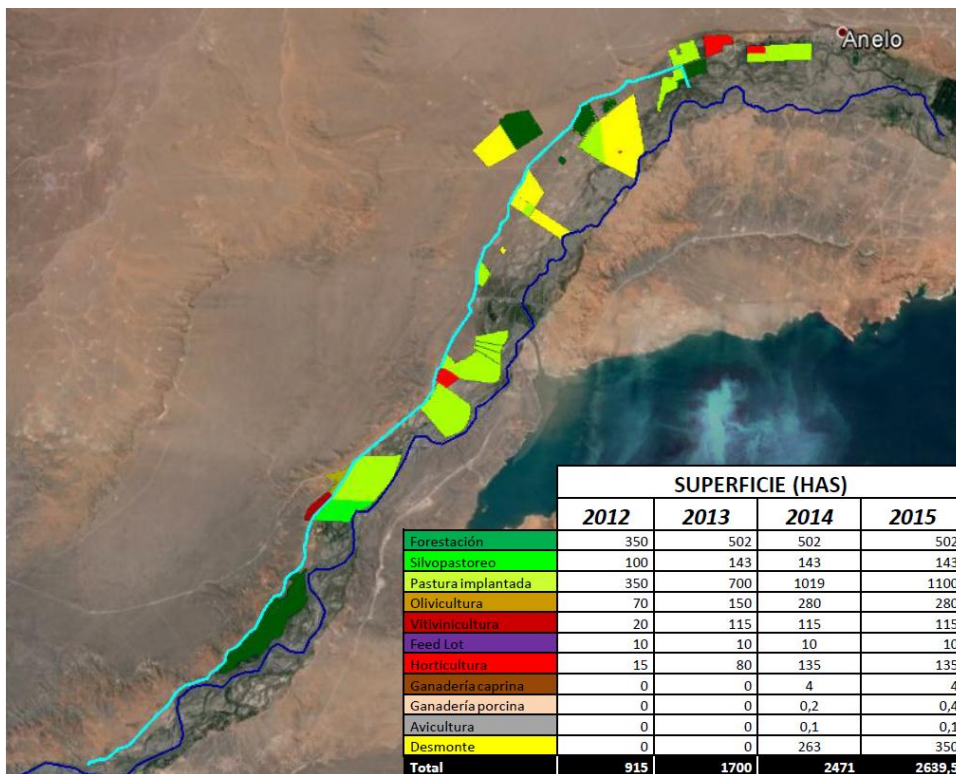 Anelo
SUPERFICIE (HAS)
2012 2013 2014 2015
Forestación 350 502 502 502
Silvopastoreo 100 143 143 143
Pastura implantada 350 700 1019 1100
Olivicultura 70 150 280 280
Vitivinicultura 20 115 115 115
Feed Lot 10 10 10 10
Horticultura 15 80 135 135
Ganadería caprina 0 0 4 4
Ganadería porcina 0 0 0,2 0,4
Avicultura 0 0 0,1 0,1
Desmonte 0 0 263 350
Total 915 1700 2471 2639,5